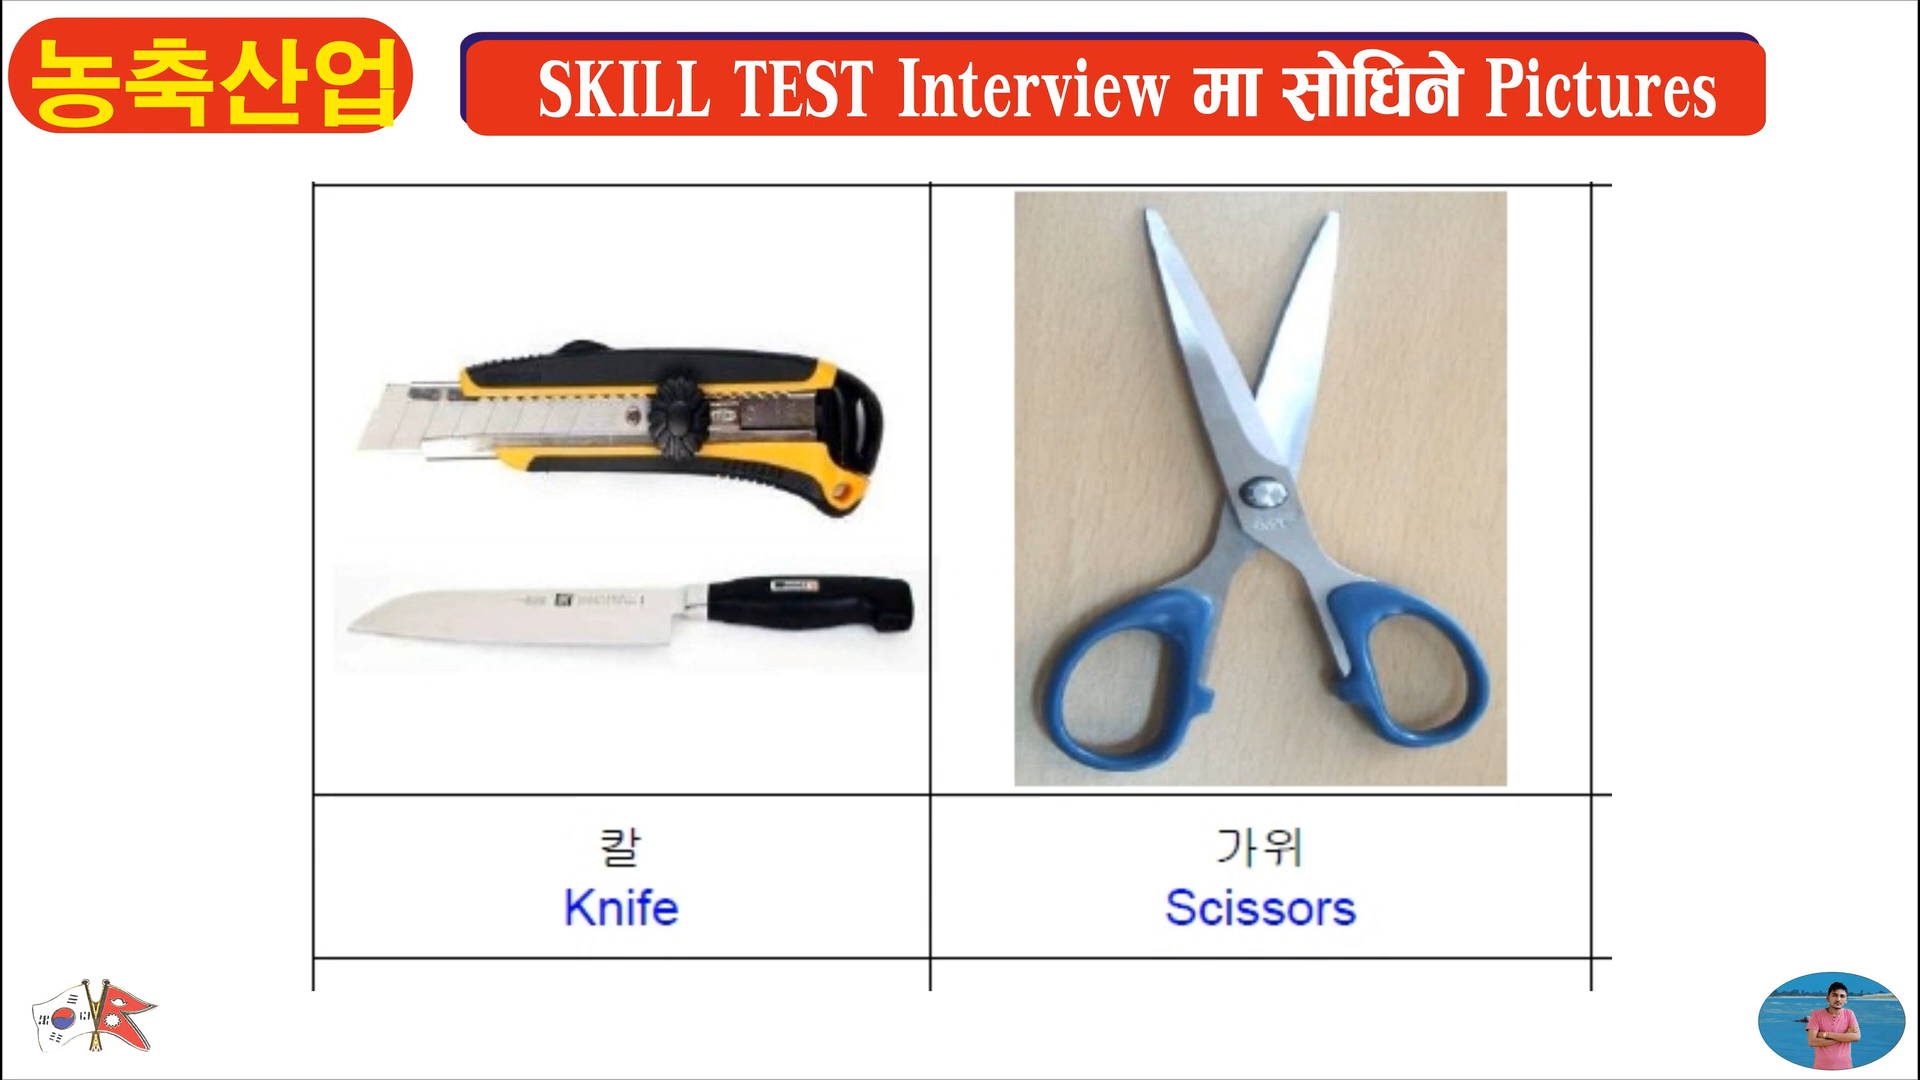 농축산업
SKILL TEST Interview मा सोधिने Pictures
칼
Knife
가위
Scissors